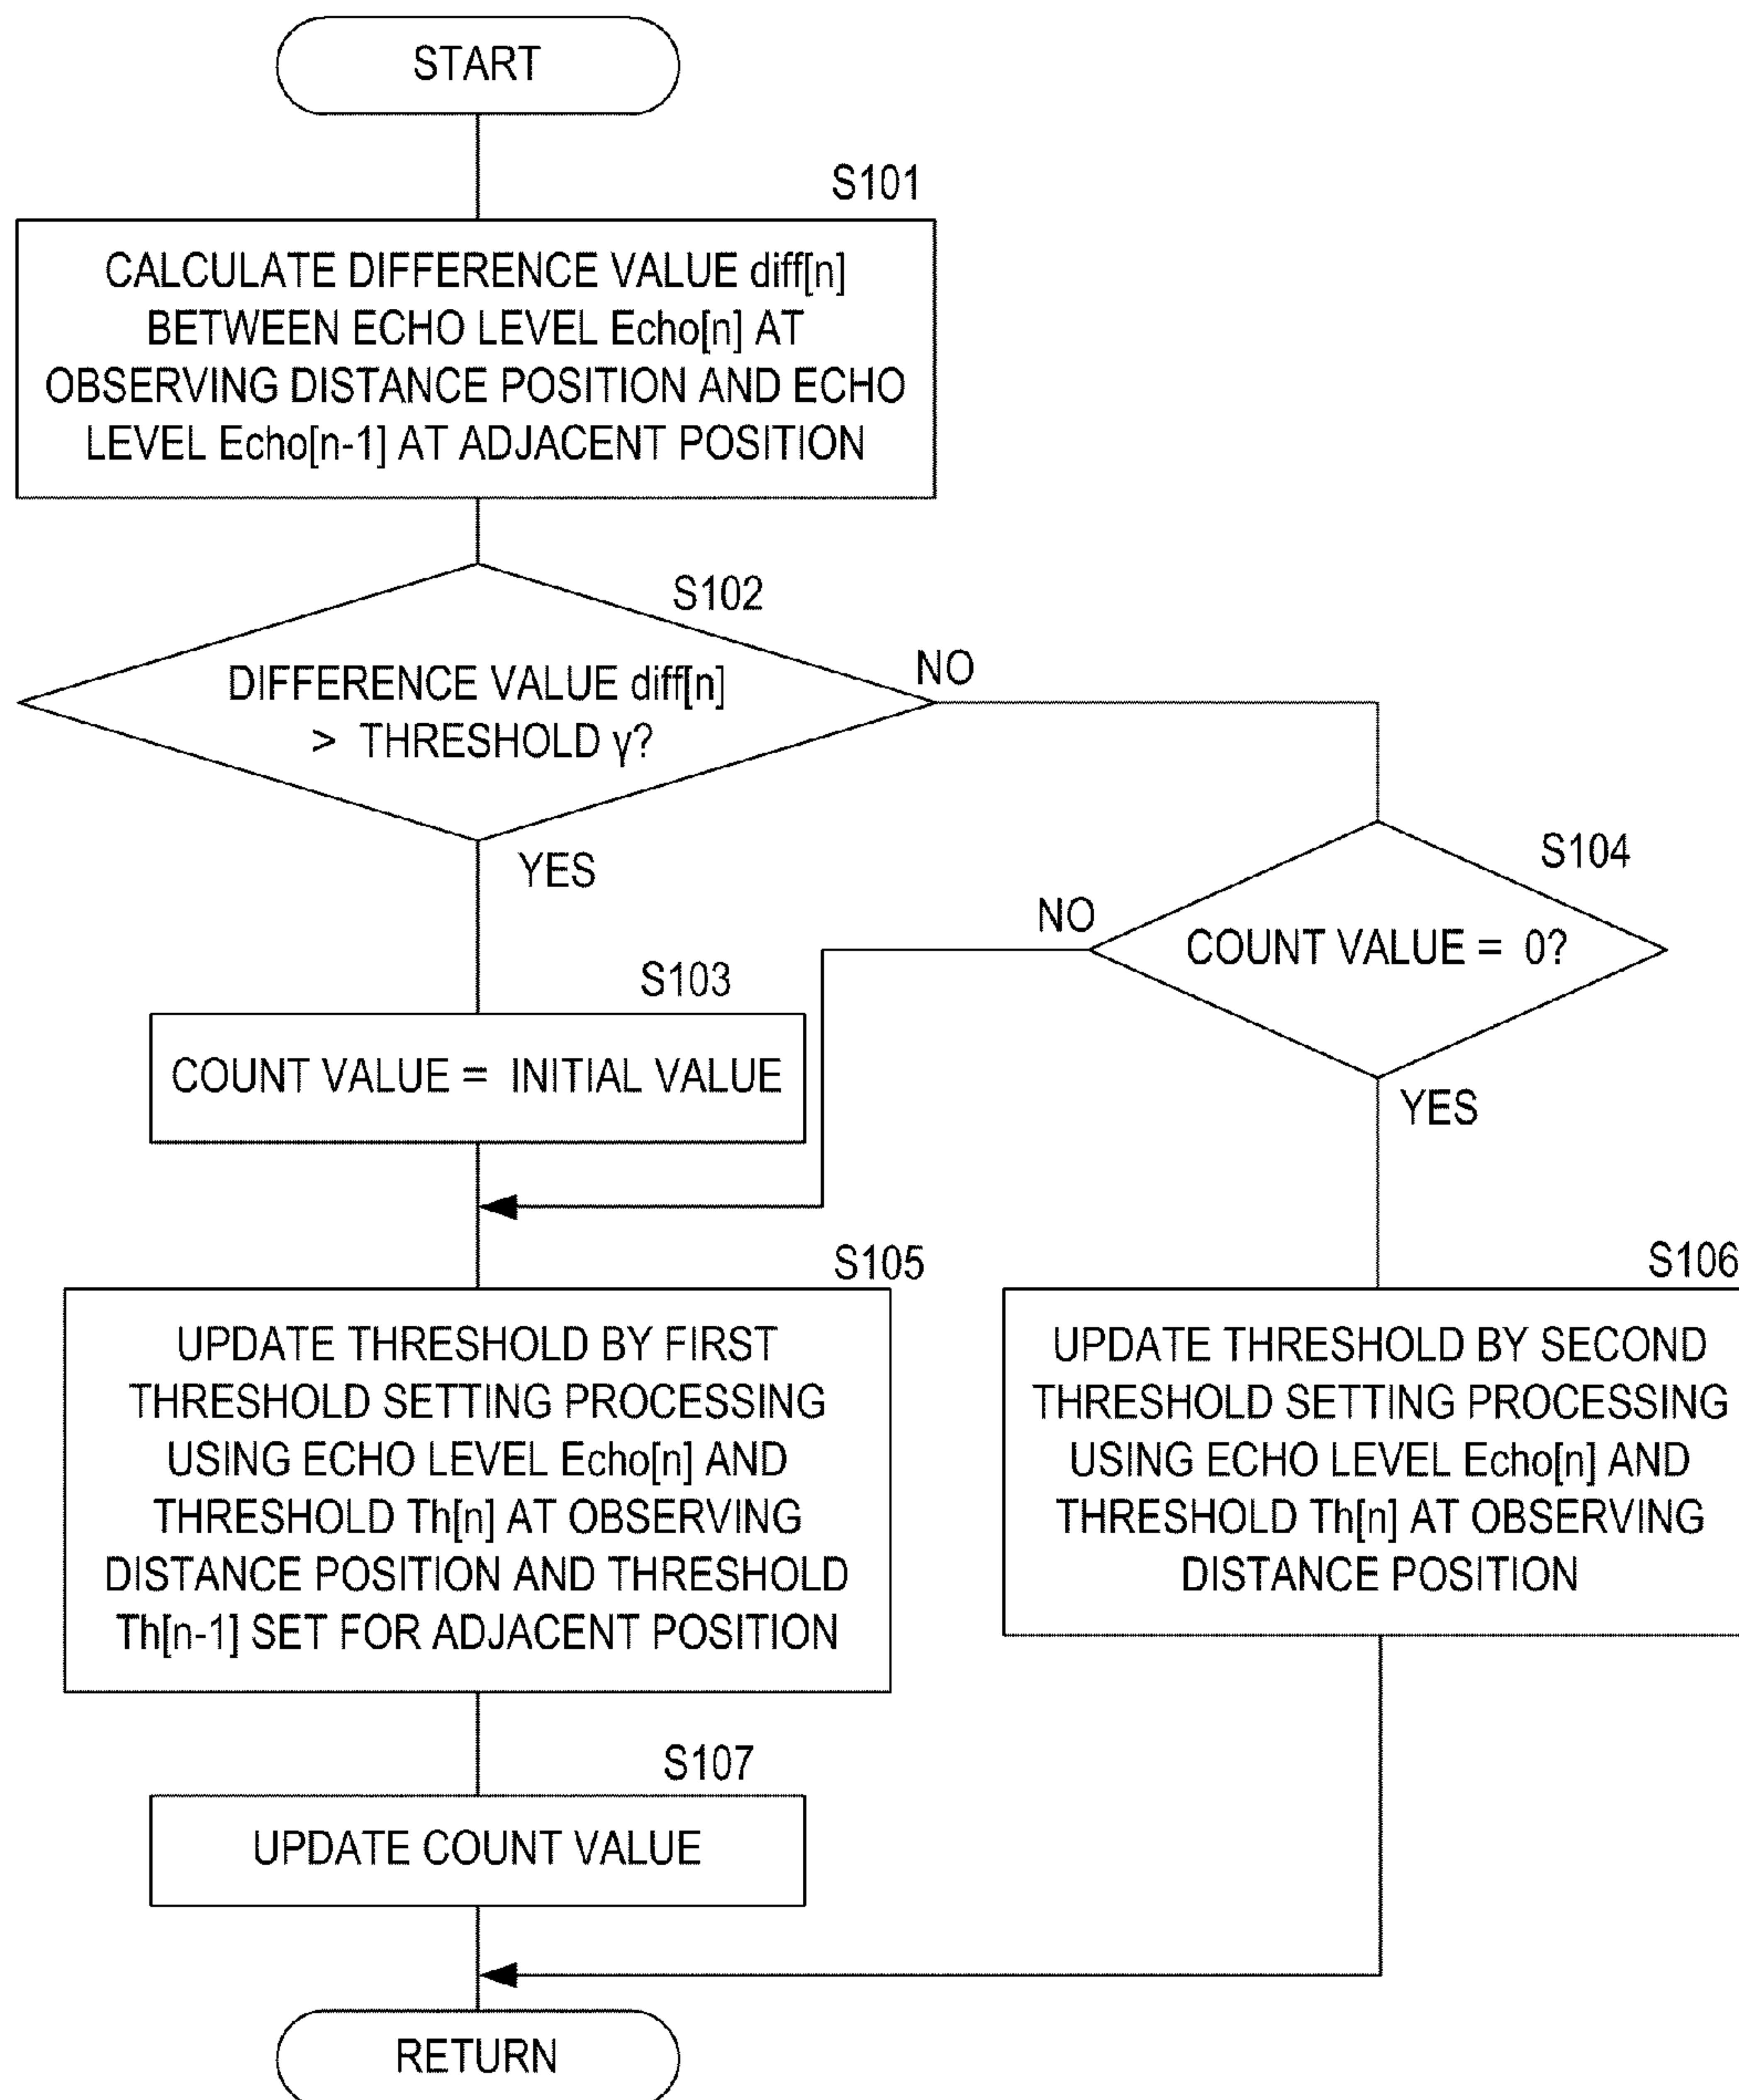 START
S101
CALCULATE DIFFERENCE VALUE diff[n]
BETWEEN ECHO LEVEL Echo[n] AT
OBSERVING DISTANCE POSITION AND ECHO
LEVEL Echo[n-1] AT ADJACENT POSITION
S102
DIFFERENCE VALUE diff[n]
> THRESHOLD γ?
NO
YES
S104
COUNT VALUE = 0?
NO
YES
S103
COUNT VALUE = INITIAL VALUE
S105
UPDATE THRESHOLD BY FIRST
THRESHOLD SETTING PROCESSING
USING ECHO LEVEL Echo[n] AND
THRESHOLD Th[n] AT OBSERVING
DISTANCE POSITION AND THRESHOLD
Th[n-1] SET FOR ADJACENT POSITION
S106
UPDATE THRESHOLD BY SECOND
THRESHOLD SETTING PROCESSING
USING ECHO LEVEL Echo[n] AND
THRESHOLD Th[n] AT OBSERVING
DISTANCE POSITION
S107
UPDATE COUNT VALUE
RETURN